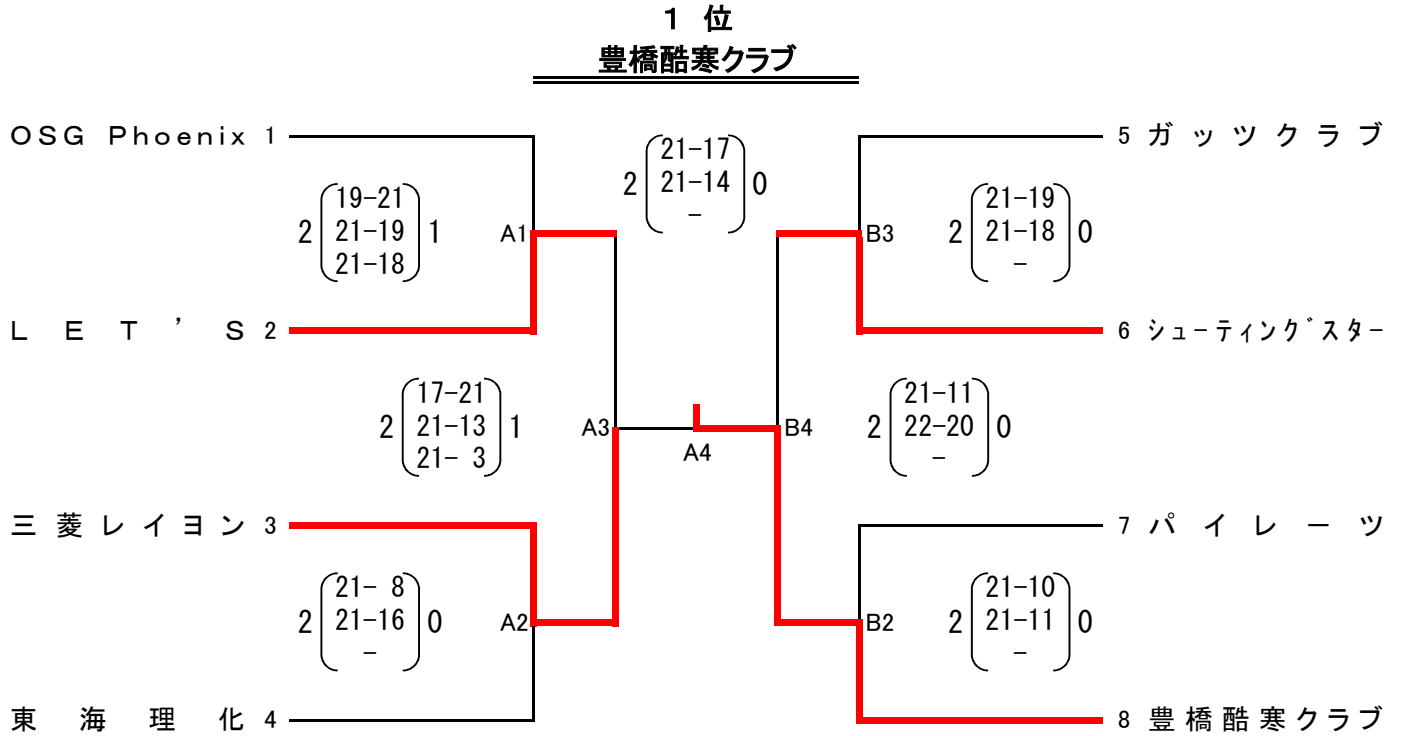 1 位
豊橋酷寒クラブ
OSG Phoenix 1
5 ガッツクラブ
21-17
2 21-14 0
-
19-21
2 21-19 1
21-18
A1
B3
21-19
2 21-18 0
-
LET'S 2
6 シューティングスター
17-21
2 21-13 1
21- 3
A3
A4
B4
21-11
2 22-20 0
-
三菱レイヨン 3
7 パイレーツ
21- 8
2 21-16 0
-
A2
B2
21-10
2 21-11 0
-
東海理化 4
8 豊橋酷寒クラブ